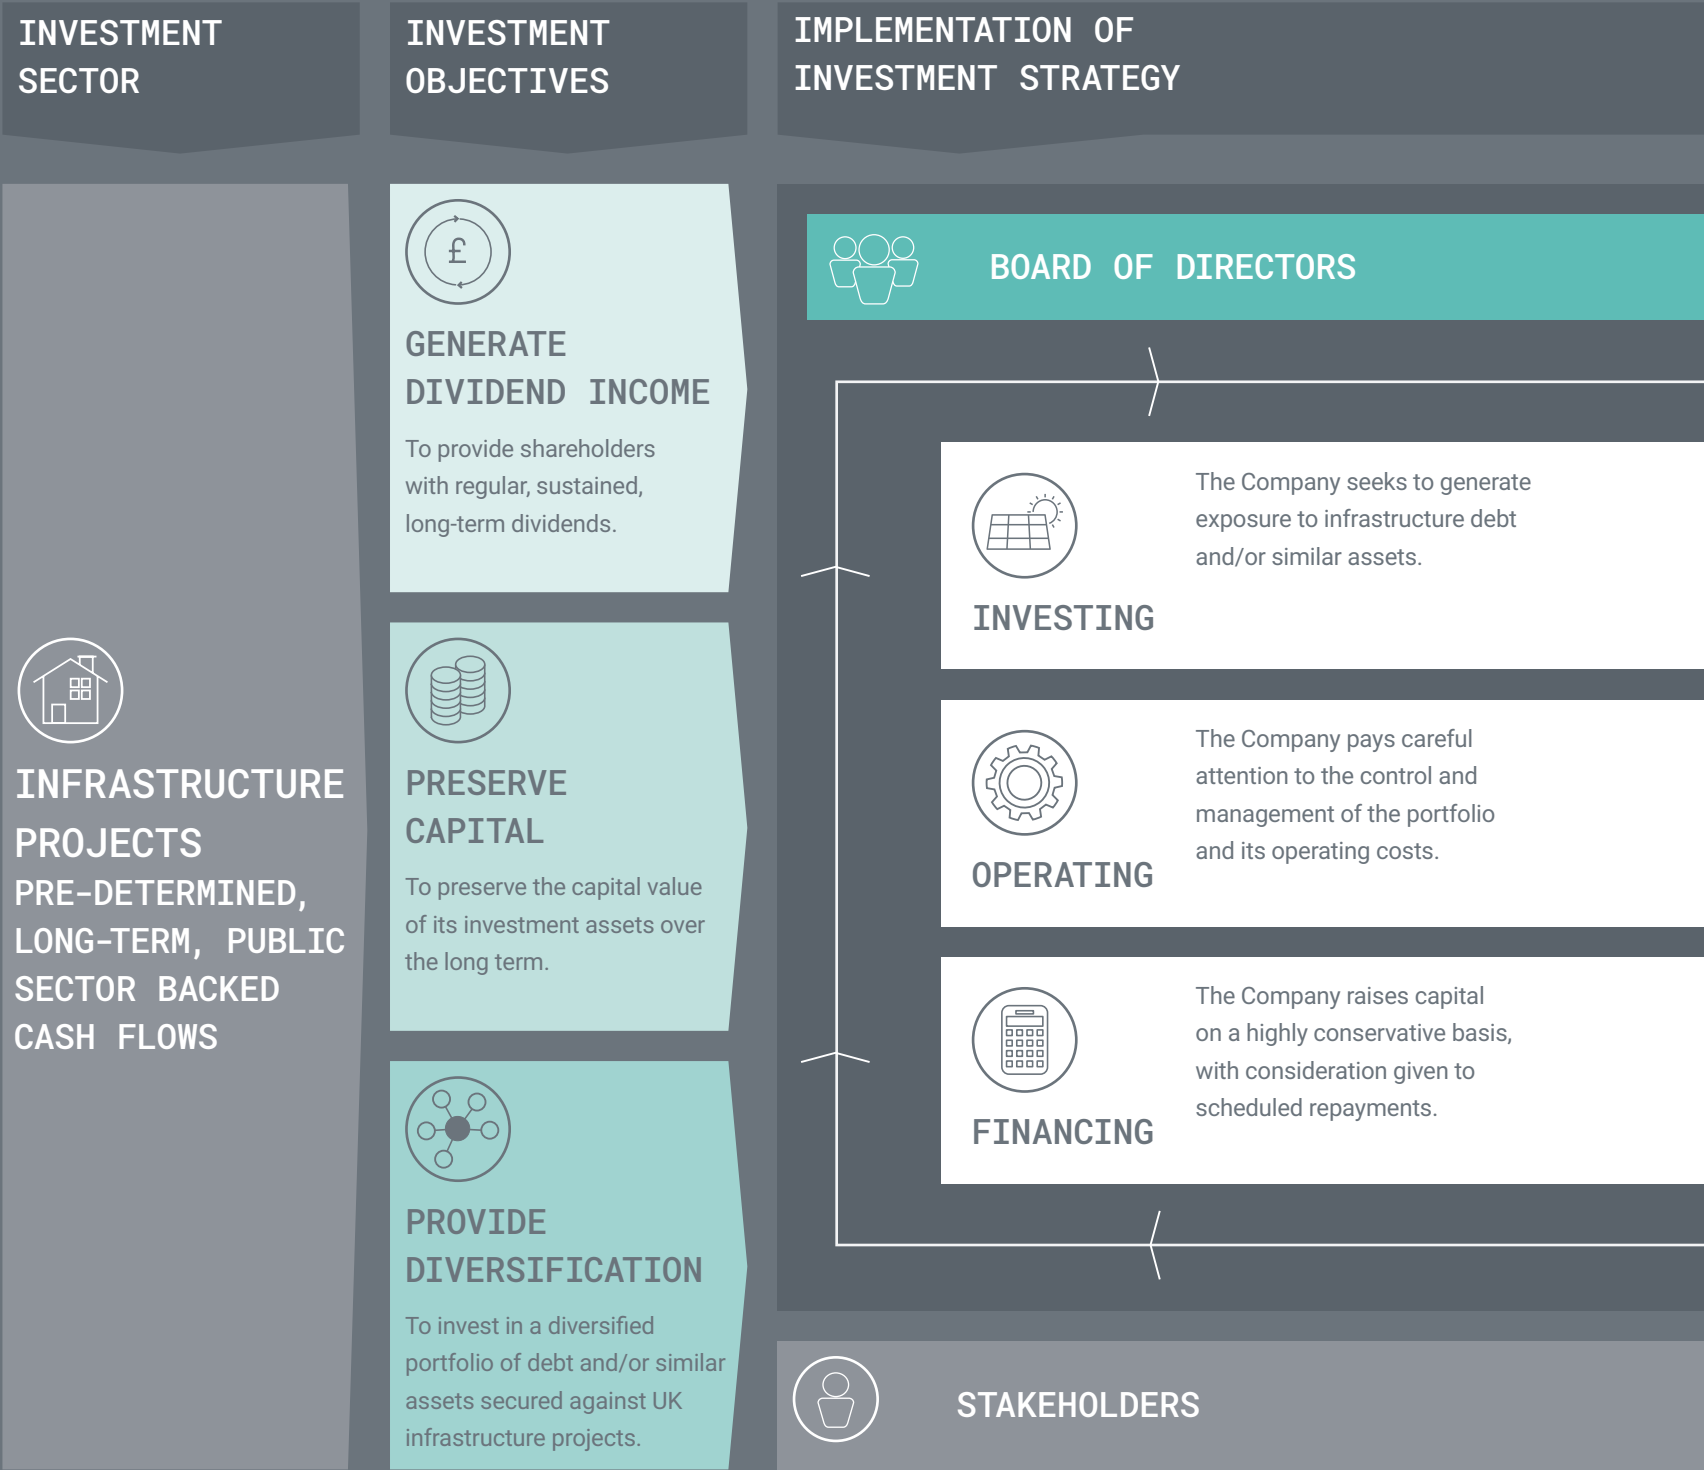 INVESTMENT
SECTOR
INVESTMENT
OBJECTIVES
IMPLEMENTATION OF
INVESTMENT STRATEGY
INFRASTRUCTURE
PROJECTS
PRE-DETERMINED,
LONG-TERM, PUBLIC
SECTOR BACKED
CASH FLOWS
£
GENERATE
DIVIDEND INCOME
To provide shareholders
with regular, sustained,
long-term dividends.
PRESERVE
CAPITAL
To preserve the capital value
of its investment assets over
the long term.
PROVIDE
DIVERSIFICATION
To invest in a diversified
portfolio of debt and/or similar
assets secured against UK
infrastructure projects.
BOARD OF DIRECTORS
INVESTING
The Company seeks to generate
exposure to infrastructure debt
and/or similar assets.
OPERATING
The Company pays careful
attention to the control and
management of the portfolio
and its operating costs.
FINANCING
The Company raises capital
on a highly conservative basis,
with consideration given to
scheduled repayments.
STAKEHOLDERS